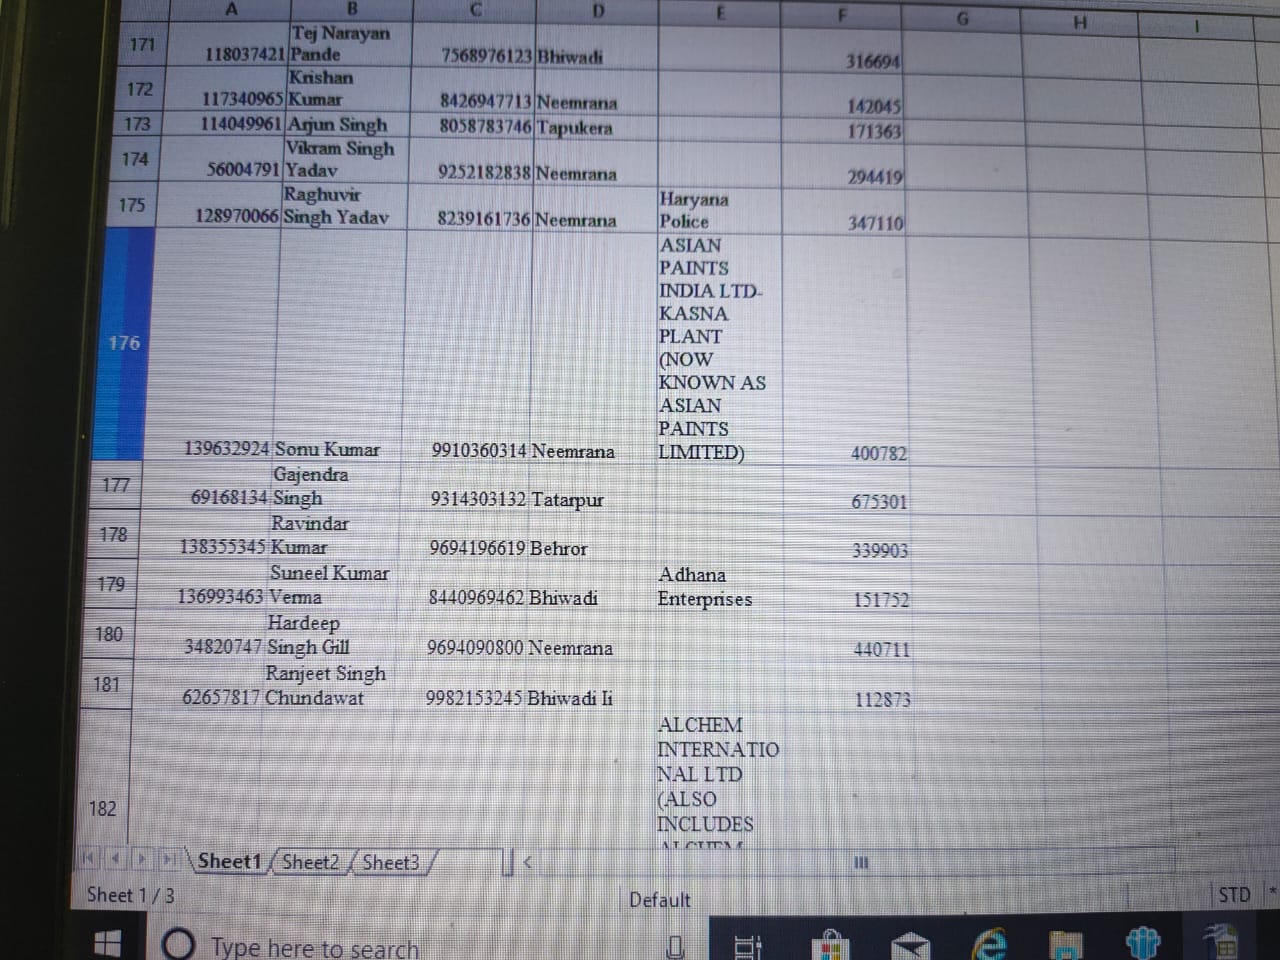 A B C D E F G H I
171 118037421 Tej Narayan Pande 7568976123 Bhiwadi 316694
172 117340965 Krishan Kumar 8426947713 Neemrana 142045
173 114049961 Arjun Singh 8058783746 Tapukera 171363
174 56004791 Vikram Singh Yadav 9252182838 Neemrana 294419
175 128970066 Raghuvir Singh Yadav 8239161736 Neemrana Haryana Police 347110
176 139632924 Sonu Kumar 9910360314 Neemrana ASIAN PAINTS INDIA LTD- KASNA PLANT (NOW KNOWN AS ASIAN PAINTS LIMITED) 400782
177 69168134 Gajendra Singh 9314303132 Tatarpur 675301
178 138355345 Ravindar Kumar 9694196619 Behror 339903
179 136993463 Suneel Kumar Verma 8440969462 Bhiwadi Adhana Enterprises 151752
180 34820747 Hardeep Singh Gill 9694090800 Neemrana 440711
181 62657817 Ranjeet Singh Chundawat 9982153245 Bhiwadi Ii 112873
182 ALCHEM INTERNATIO NAL LTD (ALSO INCLUDES
Sheet1 Sheet2 Sheet3
Sheet 1 / 3 Default STD *
Type here to search